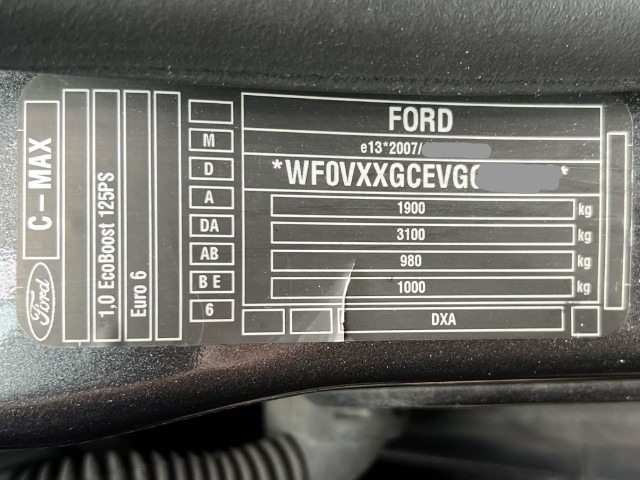 FORD
e13*2007/
*WF0VXXGCEVG
*
1900 kg
3100 kg
980 kg
1000 kg
DXA
M
D
A
DA
AB
B E
6
C-MAX
Ford
1,0 EcoBoost 125PS
Euro 6